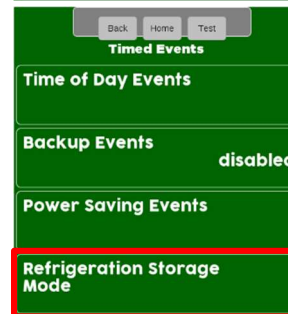 Back Home Test
Timed Events
Time of Day Events
Backup Events
disabled
Power Saving Events
Refrigeration Storage
Mode